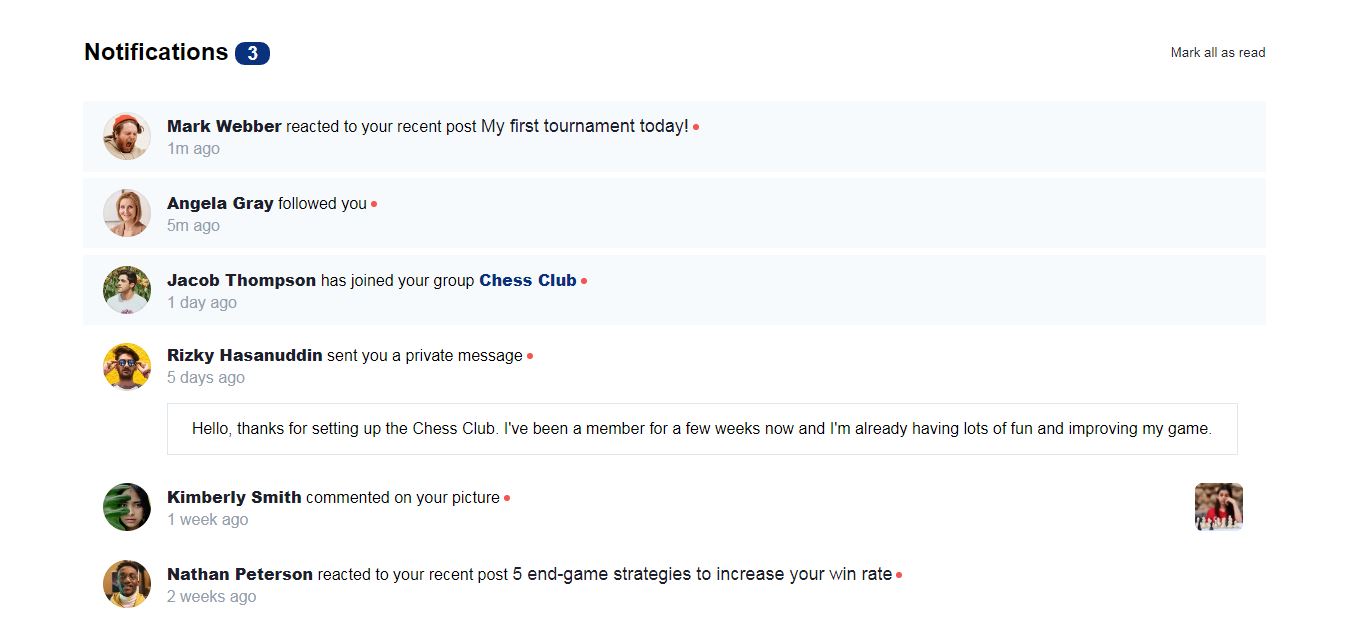 Notifications 3
Mark all as read
Mark Webber reacted to your recent post My first tournament today!
1m ago
Angela Gray followed you
5m ago
Jacob Thompson has joined your group Chess Club
1 day ago
Rizky Hasanuddin sent you a private message
5 days ago
Hello, thanks for setting up the Chess Club. I've been a member for a few weeks now and I'm already having lots of fun and improving my game.
Kimberly Smith commented on your picture
1 week ago
Nathan Peterson reacted to your recent post 5 end-game strategies to increase your win rate
2 weeks ago